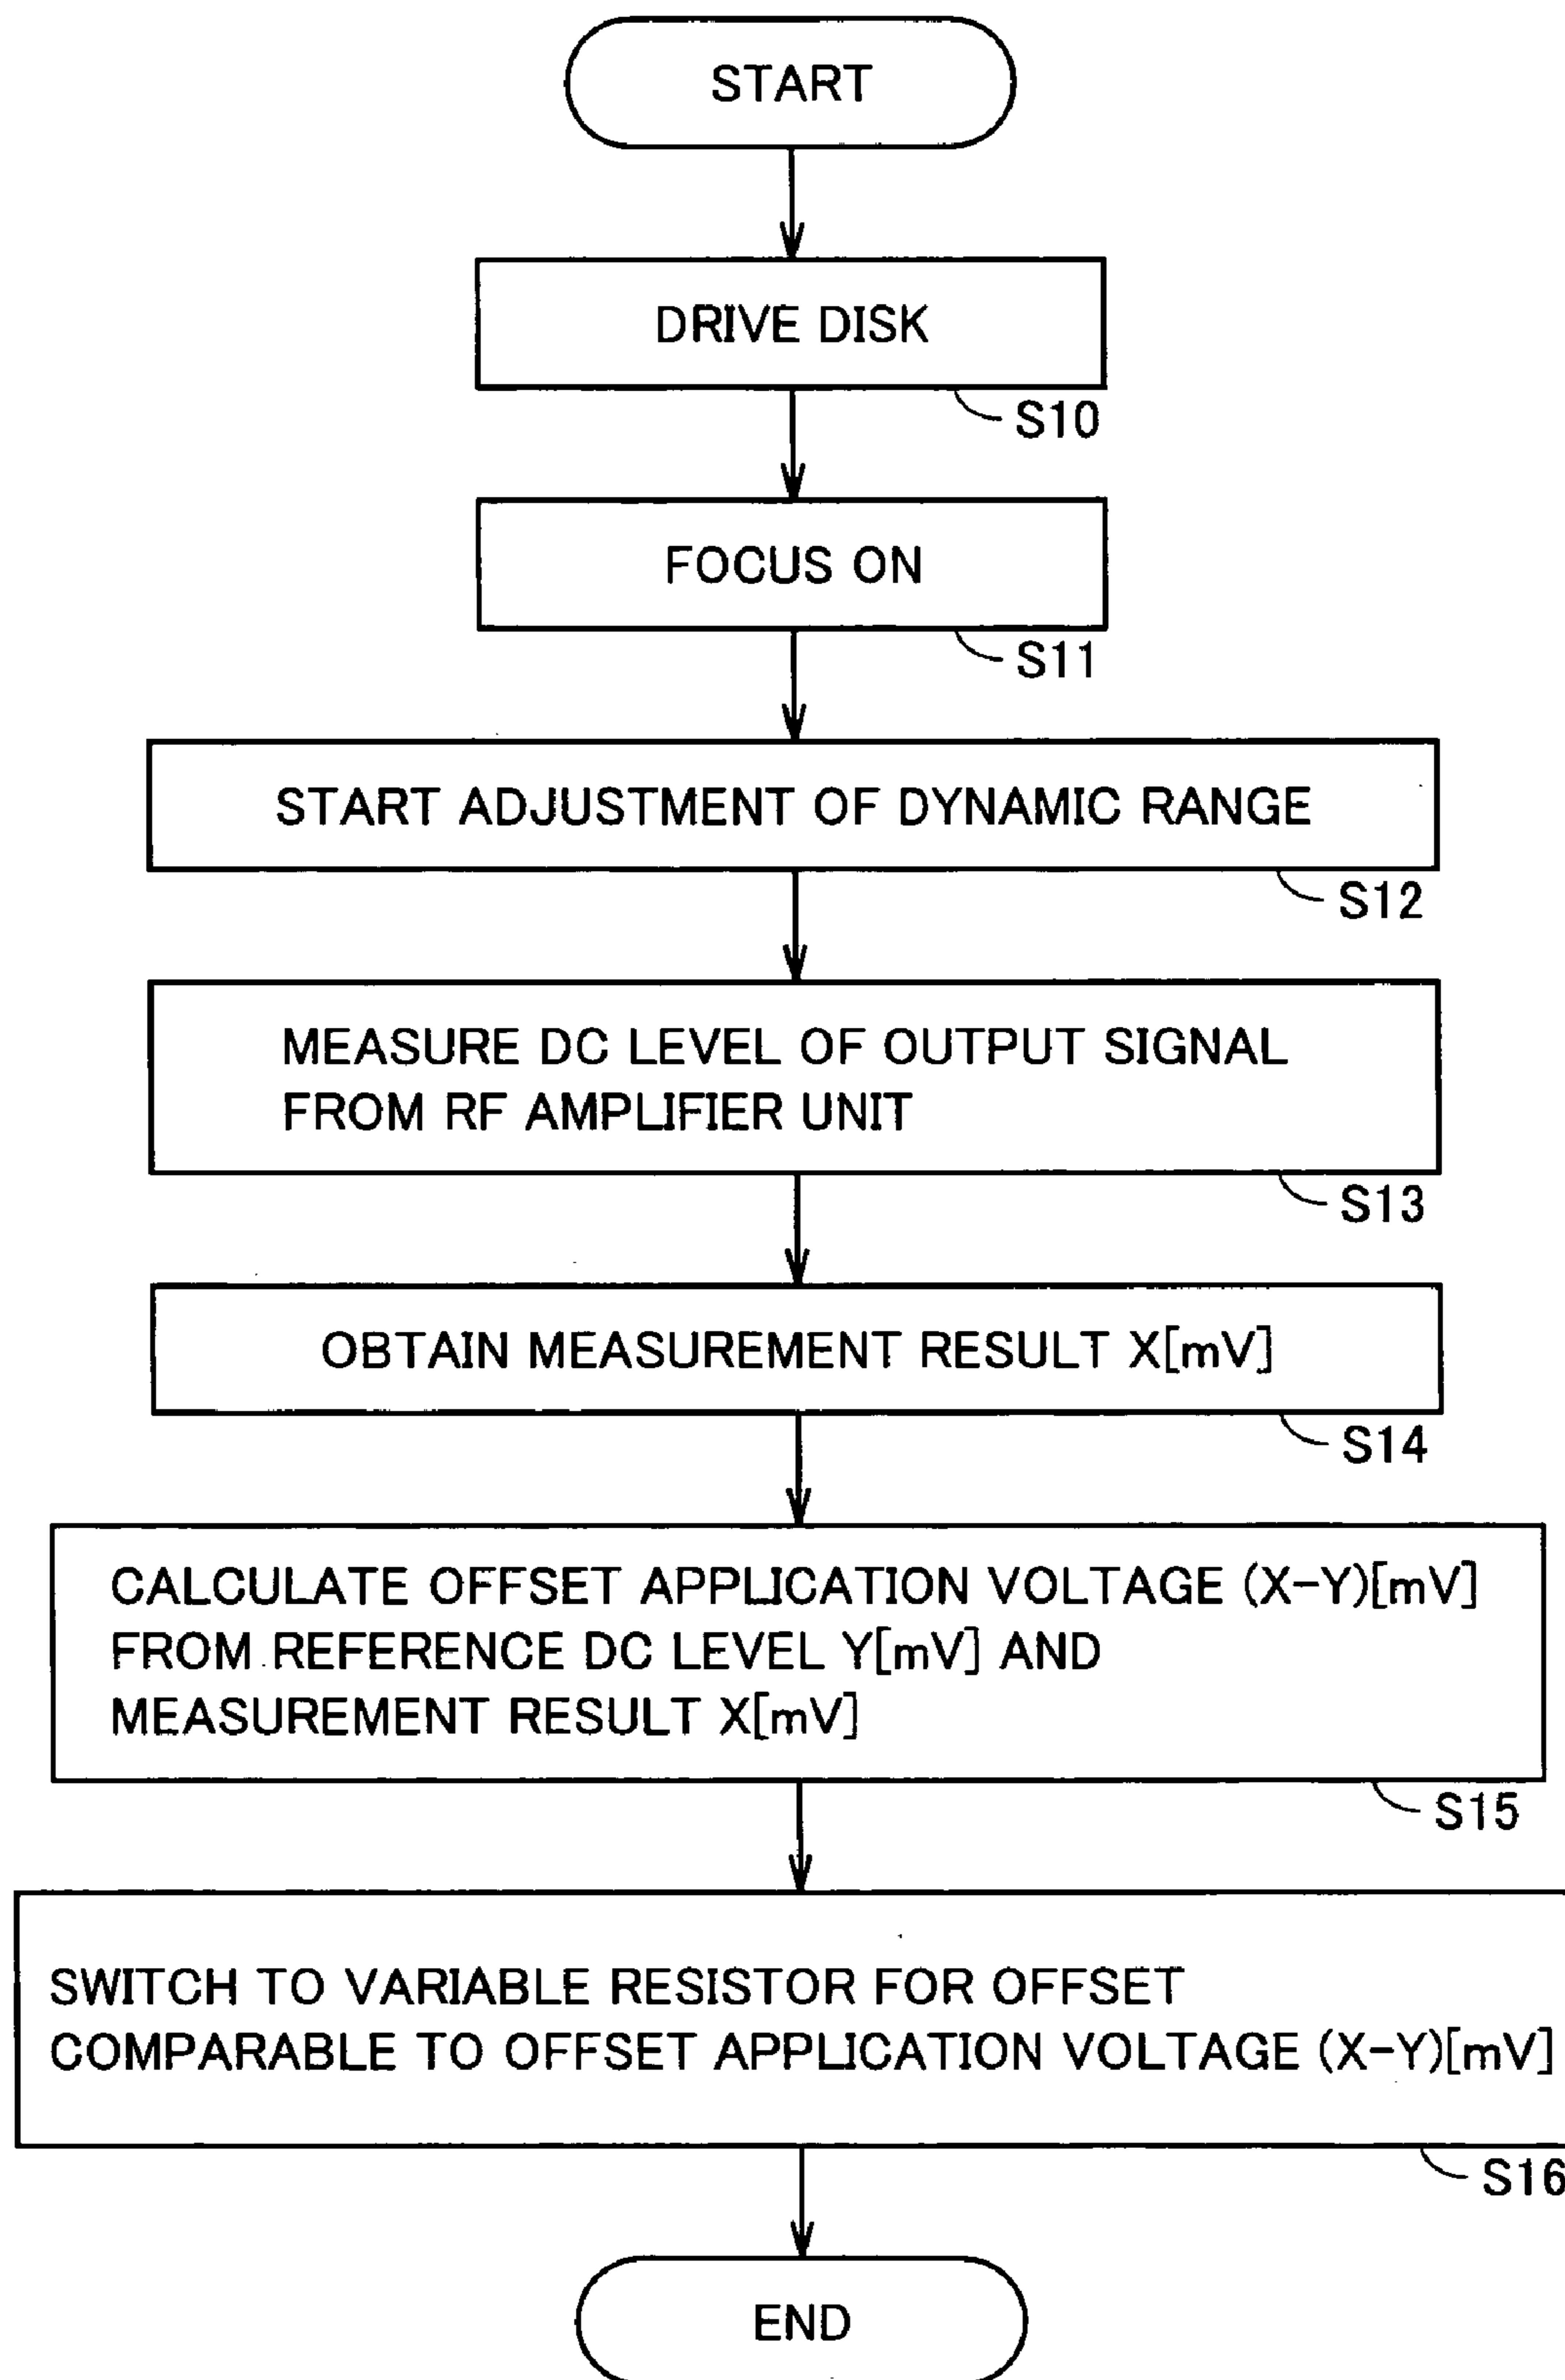 START
DRIVE DISK
S10
FOCUS ON
S11
START ADJUSTMENT OF DYNAMIC RANGE
S12
MEASURE DC LEVEL OF OUTPUT SIGNAL
FROM RF AMPLIFIER UNIT
S13
OBTAIN MEASUREMENT RESULT X[mV]
S14
CALCULATE OFFSET APPLICATION VOLTAGE (X-Y)[mV]
FROM REFERENCE DC LEVEL Y[mV] AND
MEASUREMENT RESULT X[mV]
S15
SWITCH TO VARIABLE RESISTOR FOR OFFSET
COMPARABLE TO OFFSET APPLICATION VOLTAGE (X-Y)[mV]
S16
END